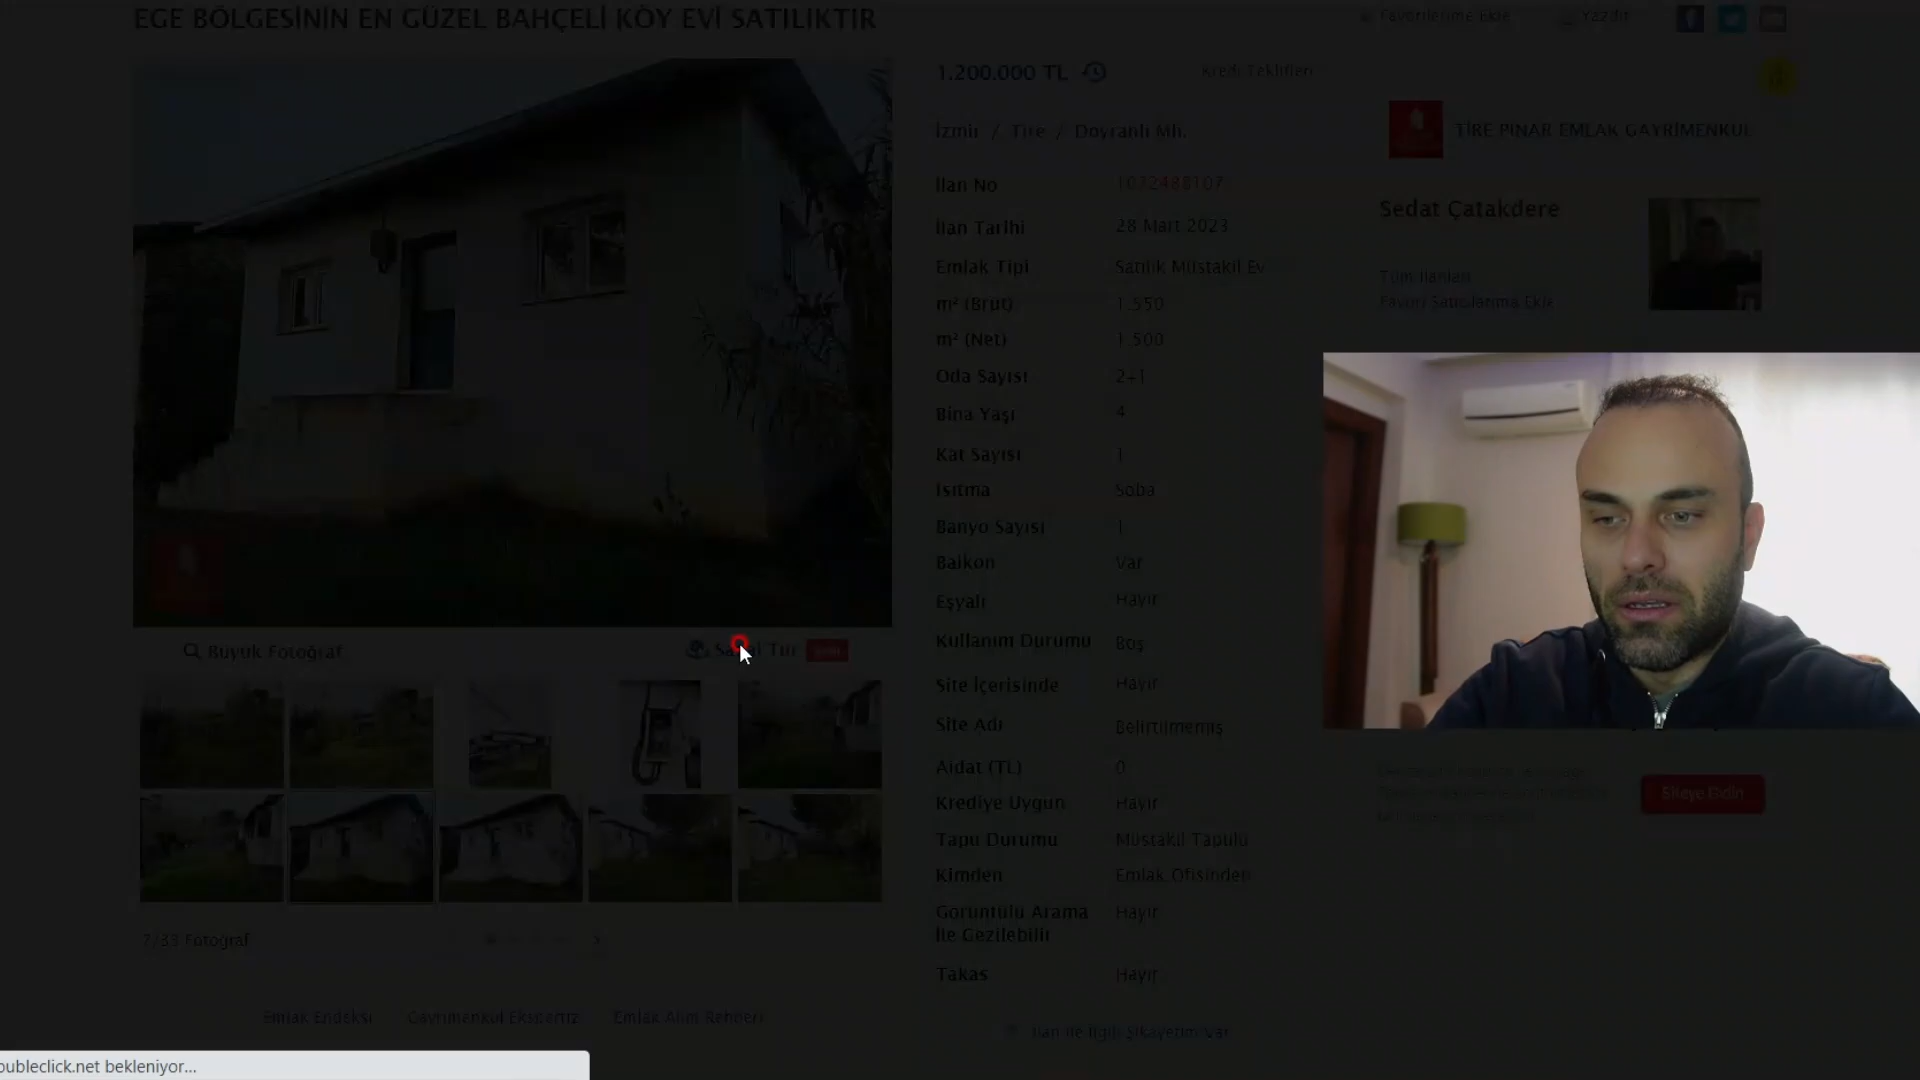 EGE BÖLGESİNİN EN GÜZEL BAHÇELİ KÖY EVİ SATILIKTIR
Favorilerime Ekle
Yazdır
1.200.000 TL
Kredi Teklifleri
İzmir / Tire / Doyranlı Mh.
TİRE PINAR EMLAK GAYRİMENKUL
İlan No 1072488107
İlan Tarihi 28 Mart 2023
Emlak Tipi Satılık Müstakil Ev
m² (Brüt) 1.550
m² (Net) 1.500
Oda Sayısı 2+1
Bina Yaşı 4
Kat Sayısı 1
Isıtma Soba
Banyo Sayısı 1
Balkon Var
Eşyalı Hayır
Kullanım Durumu Boş
Site İçerisinde Hayır
Site Adı Belirtilmemiş
Aidat (TL) 0
Krediye Uygun Hayır
Tapu Durumu Müstakil Tapulu
Kimden Emlak Ofisinden
Görüntülü Arama Hayır
İle Gezilebilir
Takas Hayır
Sedat Çatakdere
Tüm İlanları
Favori Satıcılarıma Ekle
Siteye Gidin
Büyük Fotoğraf
Tur
7/33 Fotoğraf
Emlak Endeksi
Gayrimenkul Ekspertiz
Emlak Alım Rehberi
İlan ile İlgili Şikayetim Var
oubleclick.net bekleniyor...